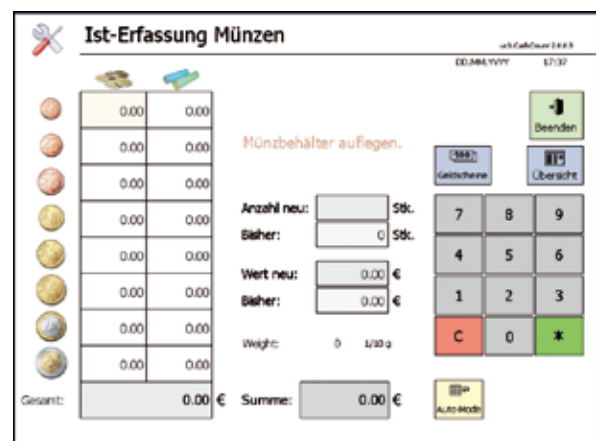 Ist-Erfassung Münzen
DD.MM.YYYY 17:37
0.00 0.00
Beenden
0.00 0.00
Münzbehälter auflegen.
Geldscheine
Übersicht
0.00 0.00
Anzahl neu: Stk.
7 8 9
0.00 0.00
Bisher: 0 Stk.
0.00 0.00
4 5 6
Wert neu: 0.00 €
0.00 0.00
Bisher: 0.00 €
1 2 3
0.00 0.00
Weight: 0 1/10 g
C 0 *
0.00 0.00
Gesamt: 0.00 €
Summe: 0.00 €
Auto-Mode